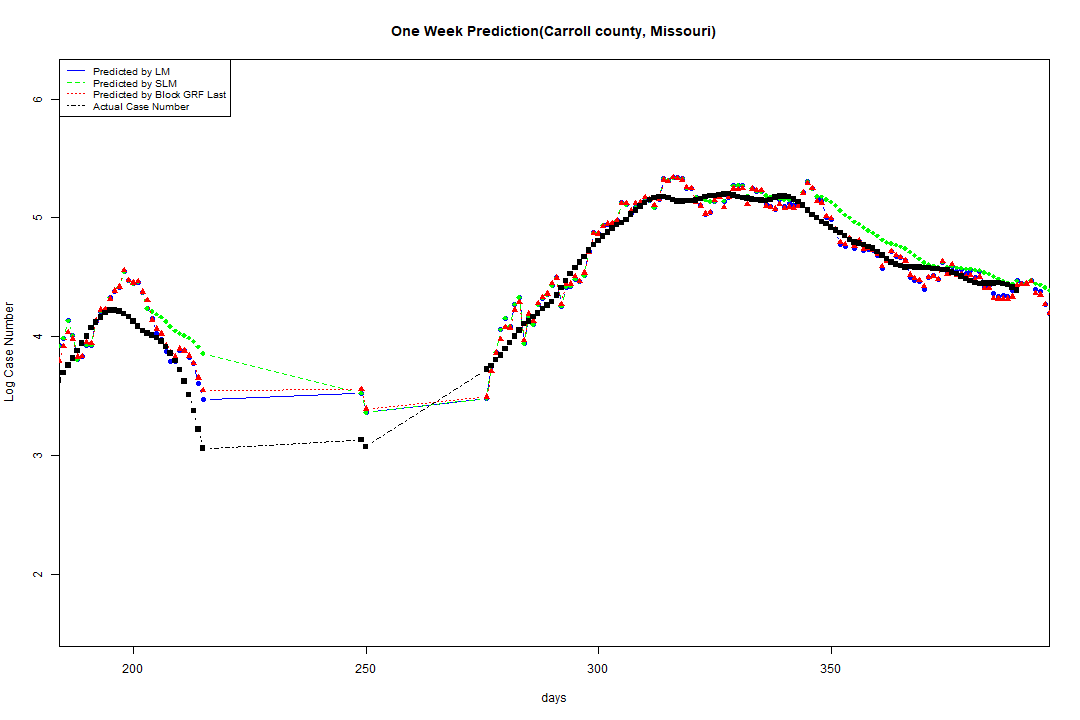 One Week Prediction(Carroll county, Missouri)
Predicted by LM
Predicted by SLM
Predicted by Block GRF Last
Actual Case Number
6
5
4
3
2
Log Case Number
200 250 300 350
days